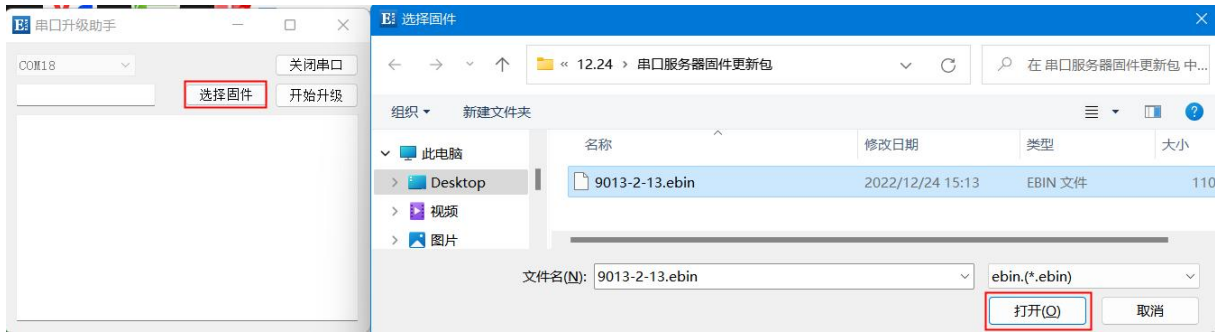 串口升级助手
COM18
关闭串口
选择固件
开始升级
选择固件
« 12.24 › 串口服务器固件更新包
在 串口服务器固件更新包 中...
组织
新建文件夹
名称
修改日期
类型
大小
此电脑
Desktop
视频
图片
9013-2-13.ebin
2022/12/24 15:13
EBIN 文件
110
文件名(N):
9013-2-13.ebin
ebin.(*.ebin)
打开(O)
取消